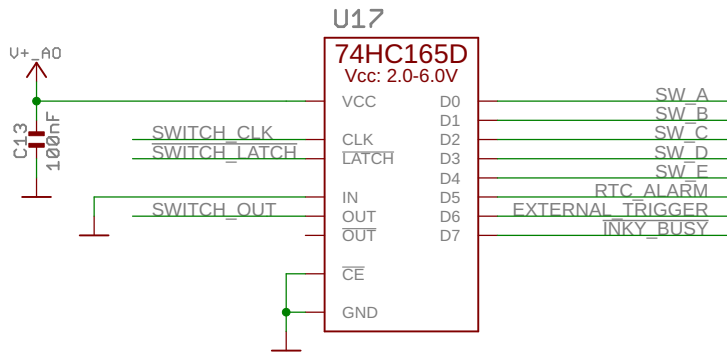 U17
74HC165D
Vcc: 2.0-6.0V
V+_AO
C13
100nF
VCC
SWITCH_CLK CLK
SWITCH_LATCH LATCH
IN
SWITCH_OUT OUT
OUT
CE
GND
D0 SW_A
D1 SW_B
D2 SW_C
D3 SW_D
D4 SW_E
D5 RTC_ALARM
D6 EXTERNAL_TRIGGER
D7 INKY_BUSY